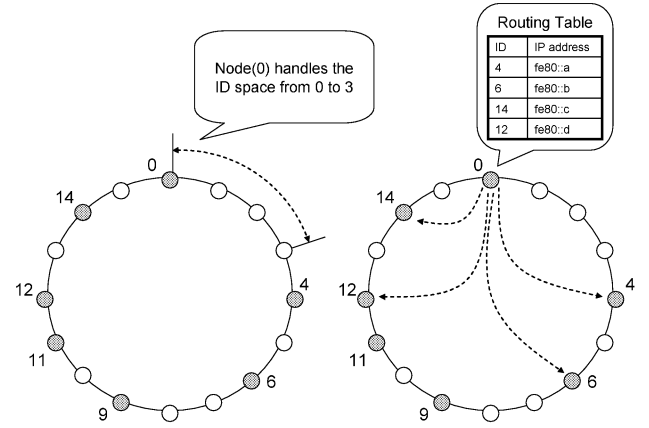 Node(0) handles the
ID space from 0 to 3
0
14
12
11
9
6
4
Routing Table
ID IP address
4 fe80::a
6 fe80::b
14 fe80::c
12 fe80::d
0
14
12
11
9
6
4